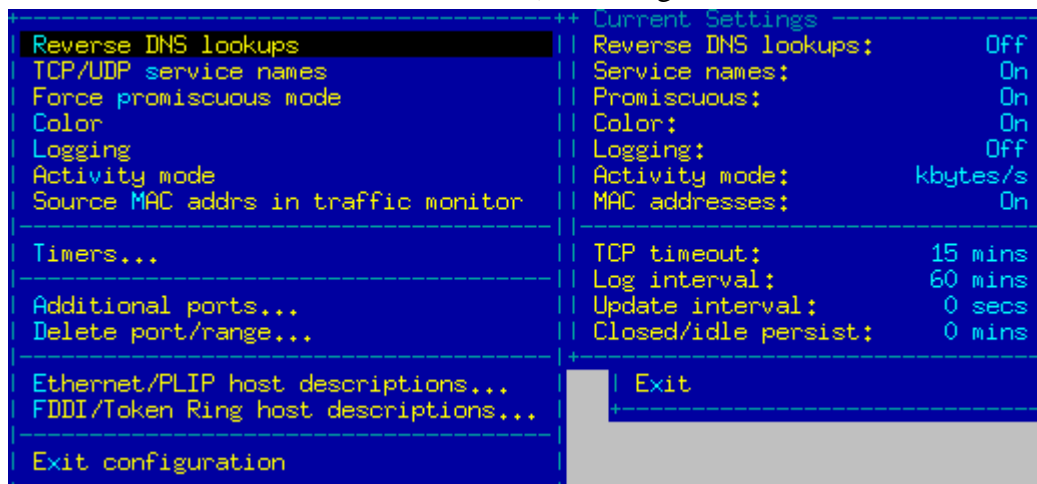 Current Settings
Reverse DNS lookups
TCP/UDP service names
Force promiscuous mode
Color
Logging
Activity mode
Source MAC addrs in traffic monitor
Timers...
Additional ports...
Delete port/range...
Ethernet/PLIP host descriptions...
FDDI/Token Ring host descriptions...
Exit configuration
Reverse DNS lookups: Off
Service names: On
Promiscuous: On
Color: On
Logging: Off
Activity mode: kbytes/s
MAC addresses: On
TCP timeout: 15 mins
Log interval: 60 mins
Update interval: 0 secs
Closed/idle persist: 0 mins
Exit